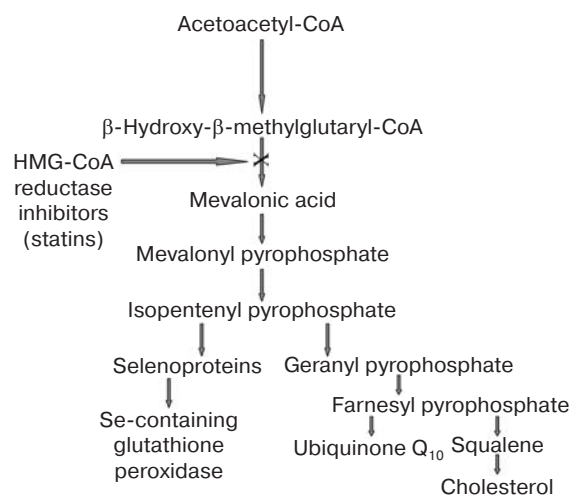 Acetoacetyl-CoA
β-Hydroxy-β-methylglutaryl-CoA
HMG-CoA
reductase
inhibitors
(statins)
X
Mevalonic acid
Mevalonyl pyrophosphate
Isopentenyl pyrophosphate
Selenoproteins
Geranyl pyrophosphate
Se-containing
glutathione
peroxidase
Farnesyl pyrophosphate
Ubiquinone Q₁₀
Squalene
Cholesterol